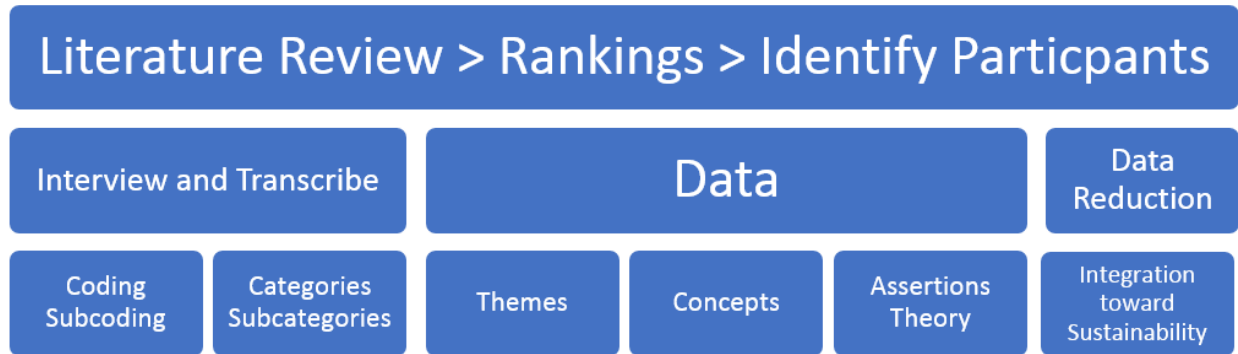 Literature Review > Rankings > Identify Particpants
Interview and Transcribe
Data
Data
Reduction
Coding
Subcoding
Categories
Subcategories
Themes
Concepts
Assertions
Theory
Integration
toward
Sustainability